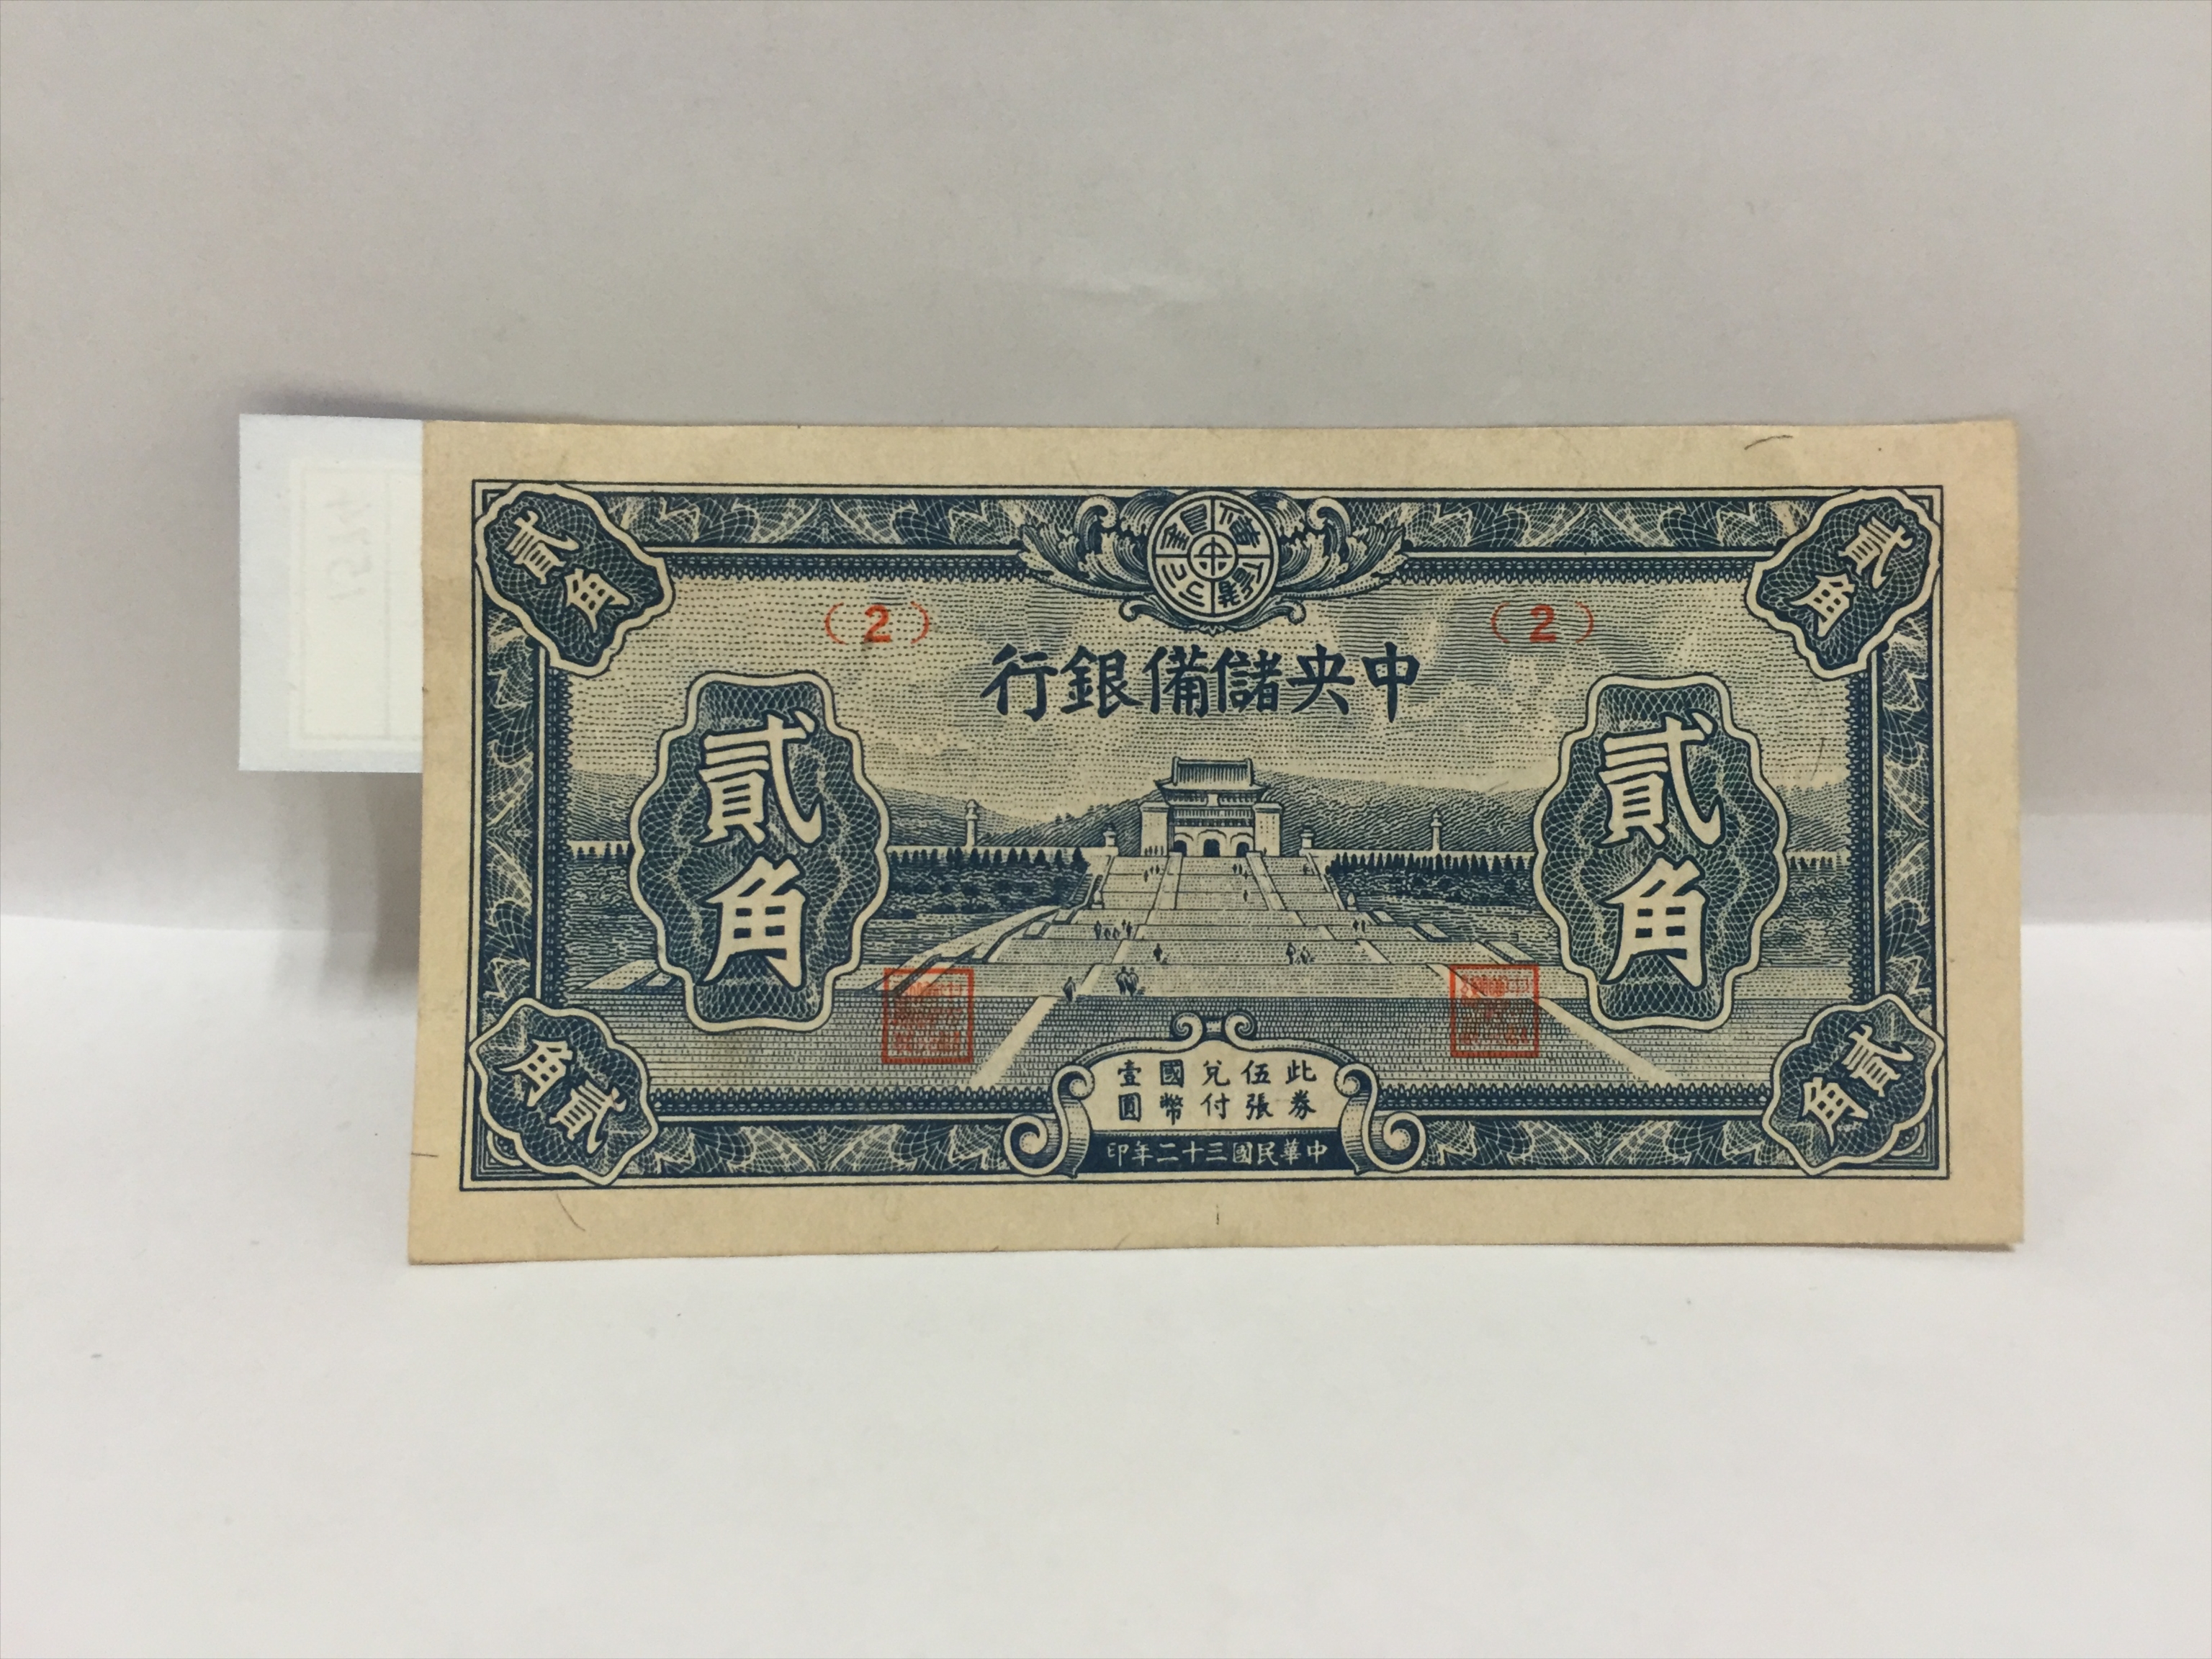 貳角
貳角
(2)
(2)
中央儲備銀行
貳角
貳角
此券
伍張
兌付
國幣
壹圓
貳角
貳角
中華民國三十二年印